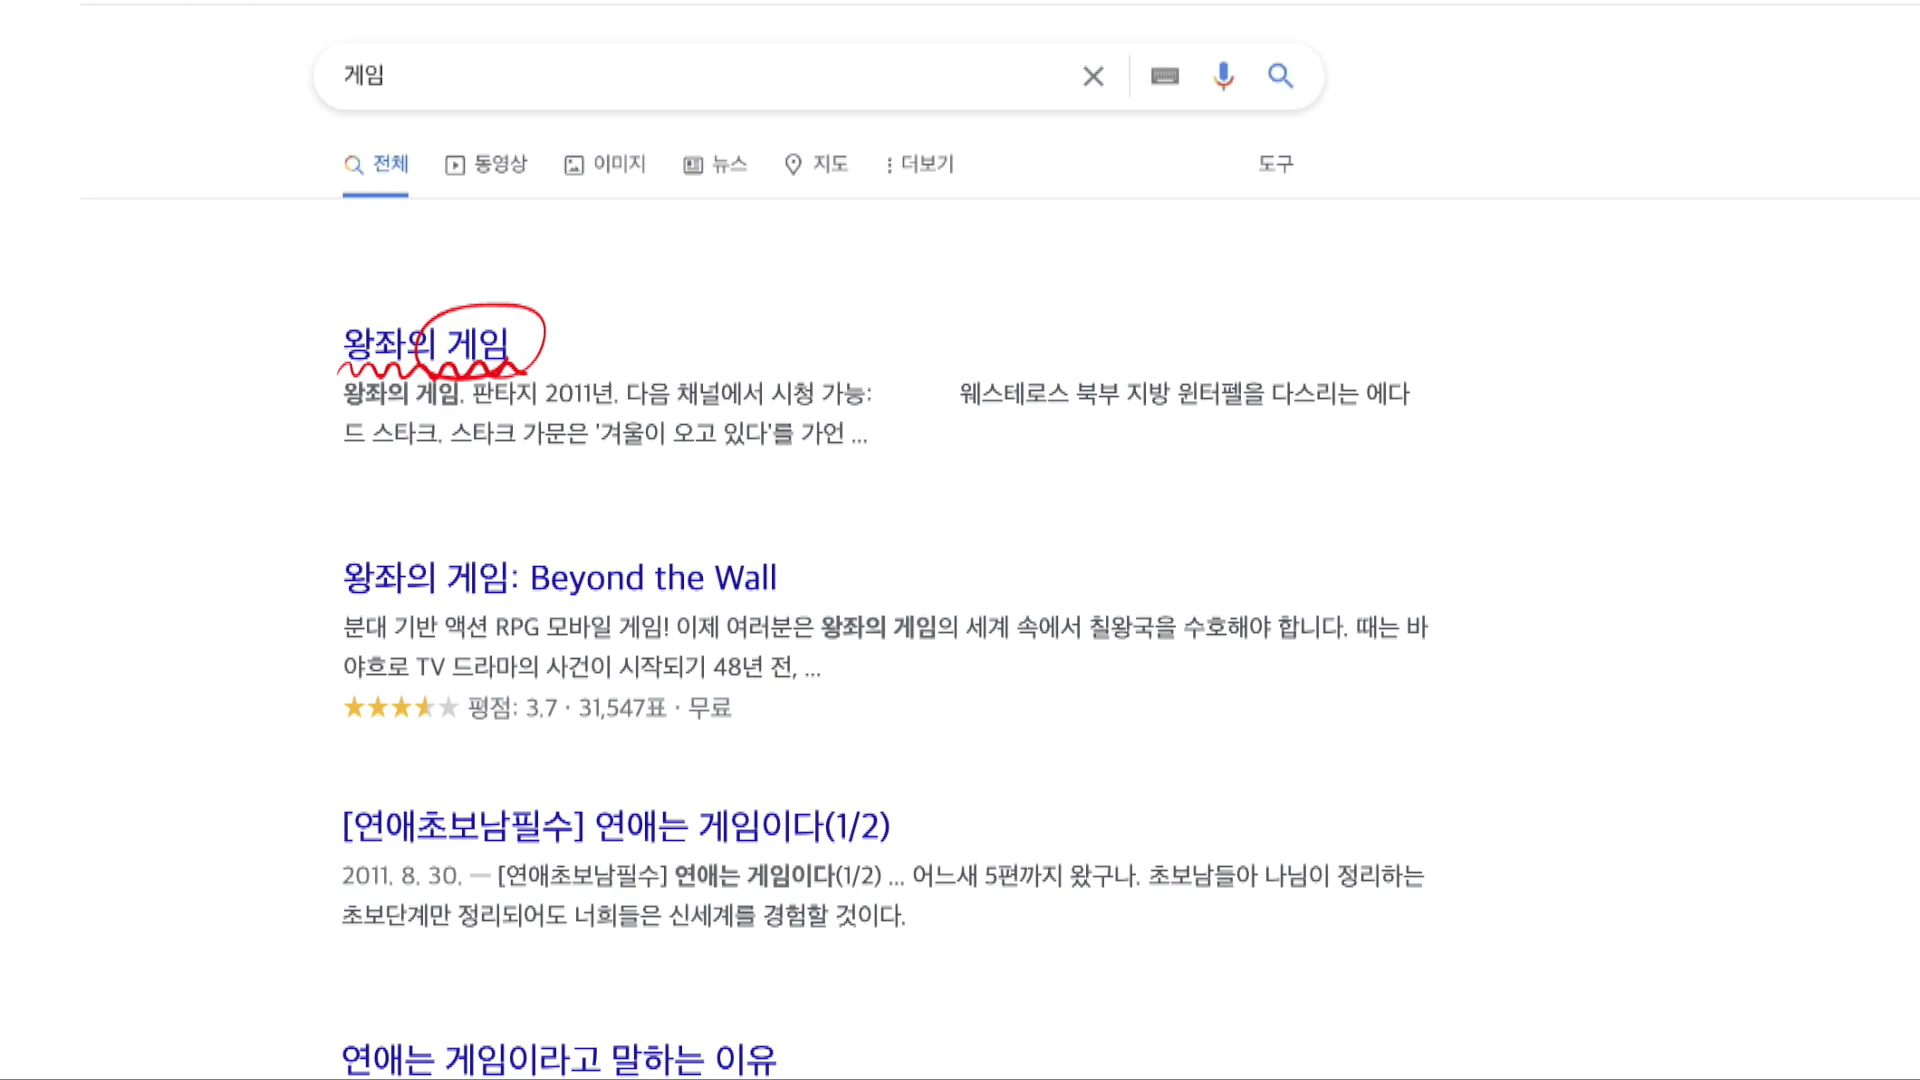 게임
전체 동영상 이미지 뉴스 지도 더보기 도구
왕좌의 게임
왕좌의 게임. 판타지 2011년. 다음 채널에서 시청 가능: 웨스테로스 북부 지방 윈터펠을 다스리는 에다
드 스타크. 스타크 가문은 '겨울이 오고 있다'를 가언 ...
왕좌의 게임: Beyond the Wall
분대 기반 액션 RPG 모바일 게임! 이제 여러분은 왕좌의 게임의 세계 속에서 칠왕국을 수호해야 합니다. 때는 바
야흐로 TV 드라마의 사건이 시작되기 48년 전, ...
평점: 3.7 · 31,547표 · 무료
[연애초보남필수] 연애는 게임이다(1/2)
2011. 8. 30. — [연애초보남필수] 연애는 게임이다(1/2) ... 어느새 5편까지 왔구나. 초보남들아 나님이 정리하는
초보단계만 정리되어도 너희들은 신세계를 경험할 것이다.
연애는 게임이라고 말하는 이유